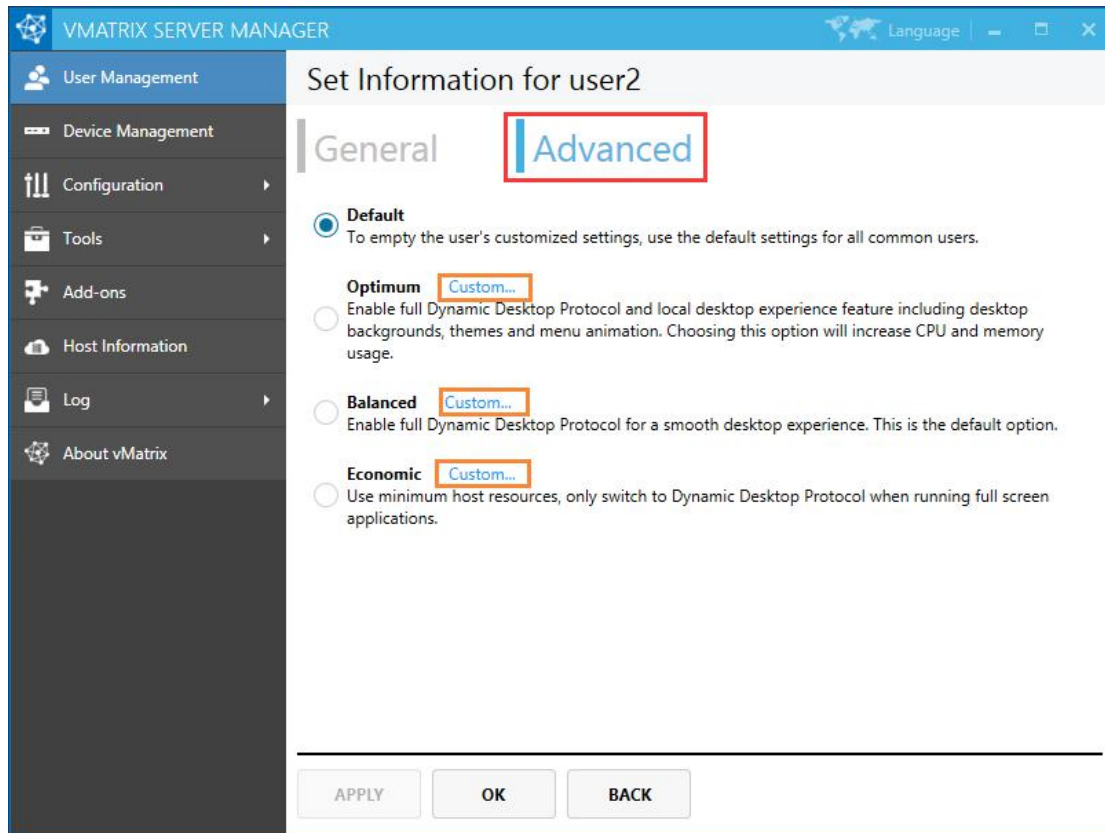 VMATRIX SERVER MANAGER
Language
User Management
Device Management
Configuration
Tools
Add-ons
Host Information
Log
About vMatrix
Set Information for user2
General
Advanced
Default
To empty the user's customized settings, use the default settings for all common users.
Optimum Custom...
Enable full Dynamic Desktop Protocol and local desktop experience feature including desktop
backgrounds, themes and menu animation. Choosing this option will increase CPU and memory
usage.
Balanced Custom...
Enable full Dynamic Desktop Protocol for a smooth desktop experience. This is the default option.
Economic Custom...
Use minimum host resources, only switch to Dynamic Desktop Protocol when running full screen
applications.
APPLY
OK
BACK